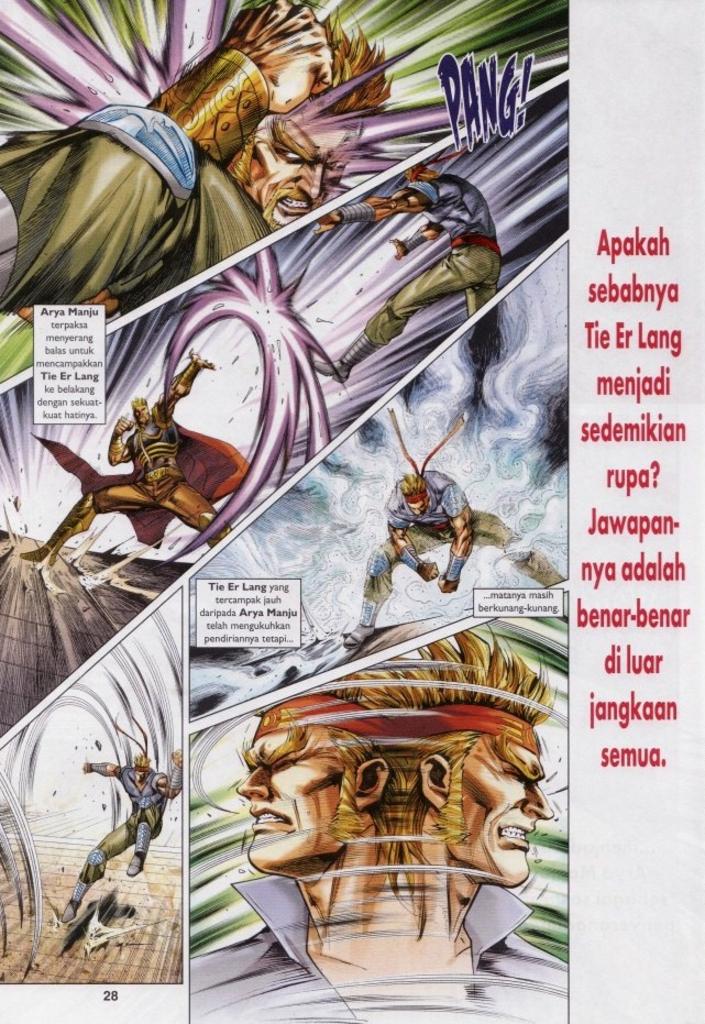 PANG!
Arya Manju
terpaksa
menyerang
balas untuk
mencampakkan
Tie Er Lang
ke belakang
dengan sekuat-
kuat hatinya.
Tie Er Lang yang
tercampak jauh
daripada Arya Manju
telah mengukuhkan
pendiriannya tetapi...
...matanya masih
berkunang-kunang.
Apakah
sebabnya
Tie Er Lang
menjadi
sedemikian
rupa?
Jawapan-
nya adalah
benar-benar
di luar
jangkaan
semua.
28